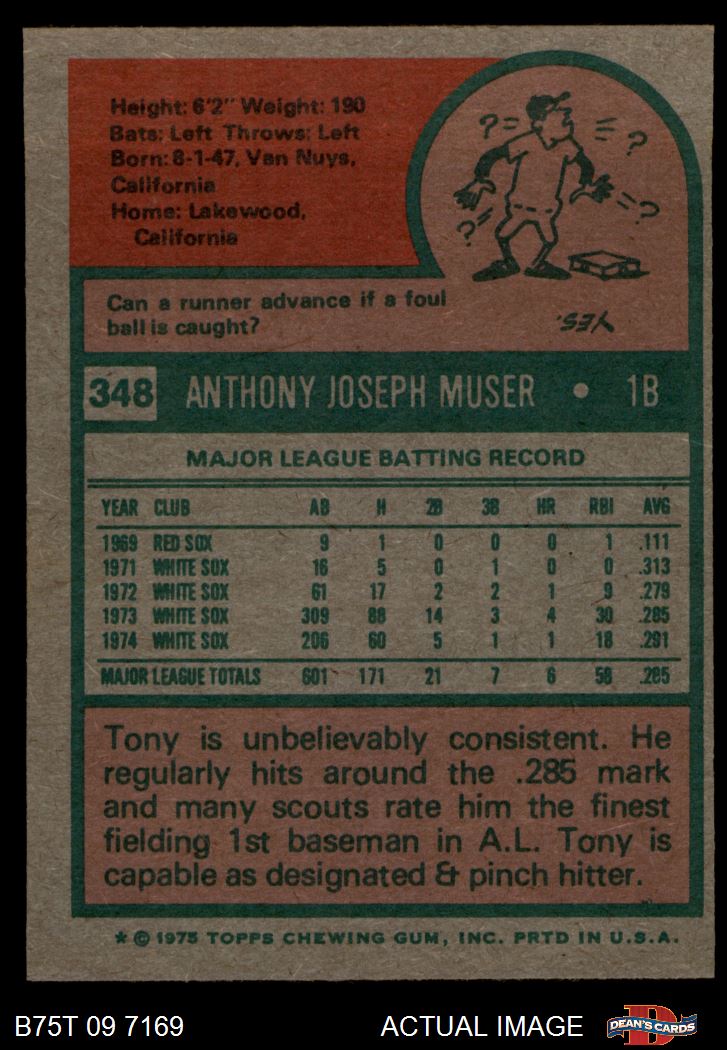 Height: 6'2" Weight: 190
Bats: Left Throws: Left
Born: 8-1-47, Van Nuys,
California
Home: Lakewood,
California
? = = ?
= ? = ?
Can a runner advance if a foul
ball is caught?
YES.
348 ANTHONY JOSEPH MUSER • 1B
MAJOR LEAGUE BATTING RECORD
YEAR CLUB AB H 2B 3B HR RBI AVG
1969 RED SOX 9 1 0 0 0 1 .111
1971 WHITE SOX 16 5 0 1 0 0 .313
1972 WHITE SOX 61 17 2 2 1 9 .279
1973 WHITE SOX 309 88 14 3 4 30 .285
1974 WHITE SOX 206 60 5 1 1 18 .291
MAJOR LEAGUE TOTALS 601 171 21 7 6 58 .285
Tony is unbelievably consistent. He
regularly hits around the .285 mark
and many scouts rate him the finest
fielding 1st baseman in A.L. Tony is
capable as designated & pinch hitter.
* © 1975 TOPPS CHEWING GUM, INC. PRTD IN U.S.A.
B75T 09 7169 ACTUAL IMAGE DEAN'S CARDS